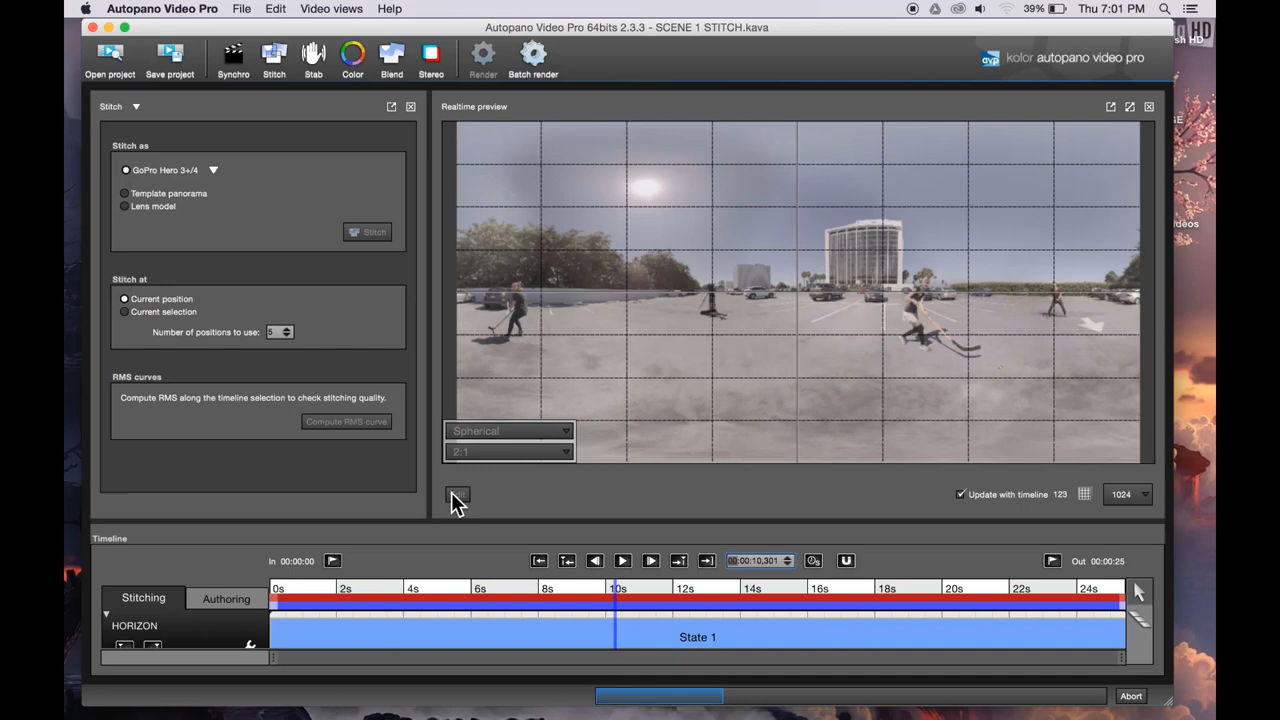 Autopano Video Pro File Edit Video views Help 39% Thu PM 7:01 PM
Autopano Video Pro 64bits 2.3.3 - SCENE 1 STITCH.kava
sh HD
Open project Save project Synchro Stitch Stab Color Blend Stereo Render Batch render
avp kolor autopano video pro
Stitch
Realtime preview
Stitch as
GoPro Hero 3+/4
Template panorama
Lens model
Stitch
Stitch at
Current position
Current selection
Number of positions to use: 5
RMS curves
Compute RMS along the timeline selection to check stitching quality.
Compute RMS curve
GE
deos
Spherical
2:1
Update with timeline 123 1024
Timeline
In 00:00:00 00:00:10,301 Out 00:00:25
0s 2s 4s 6s 8s 10s 12s 14s 16s 18s 20s 22s 24s
Stitching Authoring
HORIZON
State 1
Abort